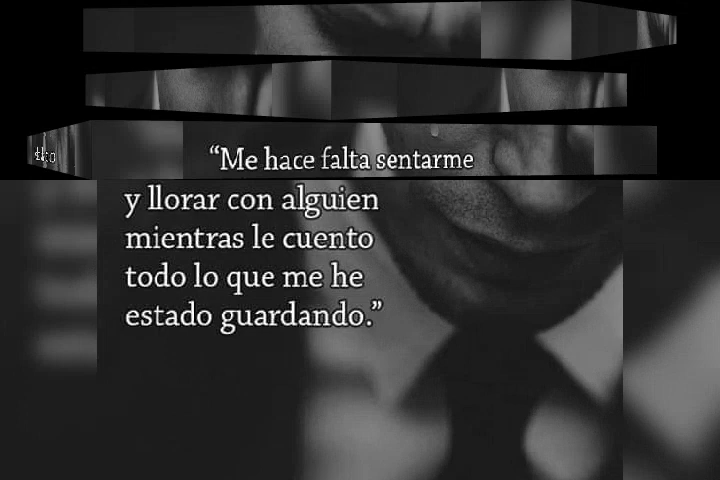 “Me hace falta sentarme
y llorar con alguien
mientras le cuento
todo lo que me he
estado guardando.”